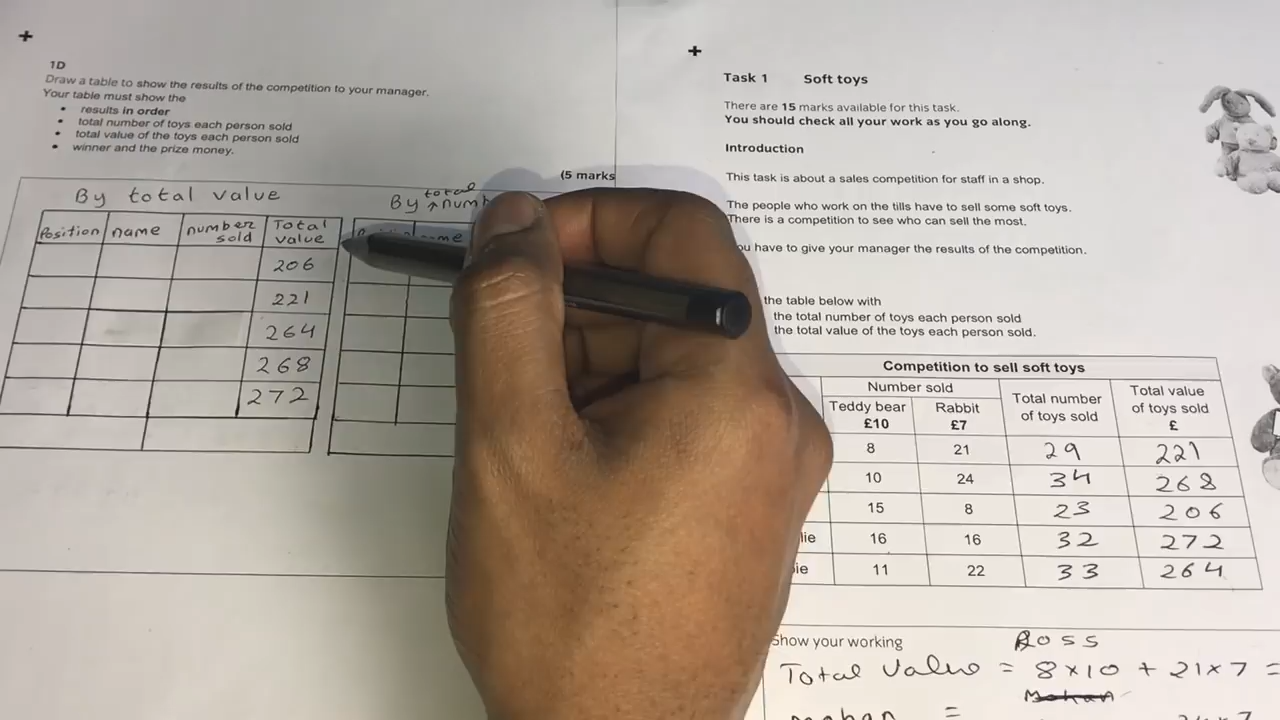 +
1D
Draw a table to show the results of the competition to your manager.
Your table must show the
• results in order
• total number of toys each person sold
• total value of the toys each person sold
• winner and the prize money.
(5 marks
By total value
Position name number sold Total value
206
221
264
268
272
By total
+
Task 1 Soft toys
There are 15 marks available for this task.
You should check all your work as you go along.
Introduction
This task is about a sales competition for staff in a shop.
The people who work on the tills have to sell some soft toys.
There is a competition to see who can sell the most.
ou have to give your manager the results of the competition.
the table below with
the total number of toys each person sold
the total value of the toys each person sold.
Competition to sell soft toys
Number sold
Teddy bear £10 Rabbit £7 Total number of toys sold Total value of toys sold £
8 21 29 221
10 24 34 268
15 8 23 206
lie 16 16 32 272
ie 11 22 33 264
Show your working
Ross
Total Value = 8×10 + 21×7 =
Mohan